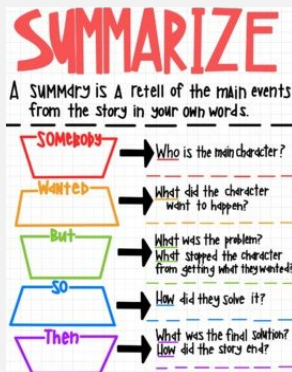 SUMMARIZE
A summary is a retell of the main events
from the story in your own words.
SOMEBODY
Who is the main character?
Wanted
What did the character
want to happen?
But
What was the problem?
What stopped the character
from getting what they wanted?
SO
How did they solve it?
Then
What was the final solution?
How did the story end?